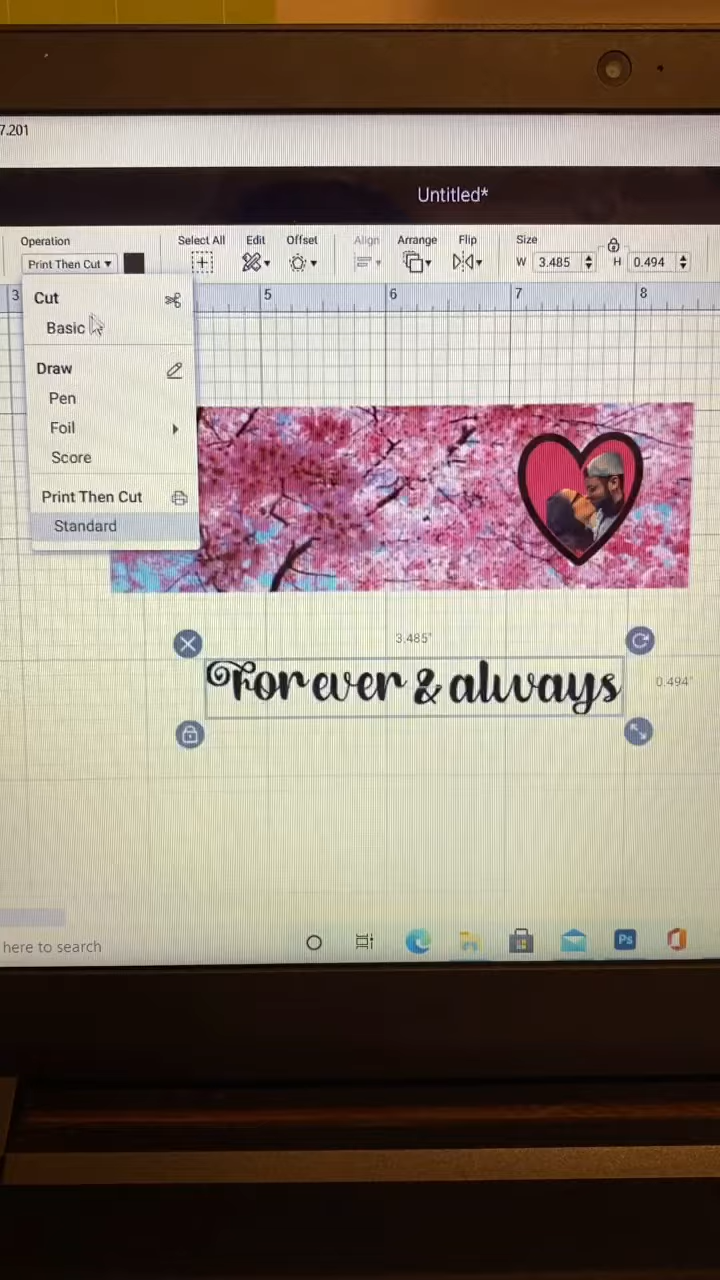 7.201
Untitled*
Operation
Select All Edit Offset Align Arrange Flip Size
Print Then Cut W 3.485 H 0.494
3 5 6 7 8
Cut
Basic
Draw
Pen
Foil
Score
Print Then Cut
Standard
3.485"
Forever & always
0.494"
here to search
Ps